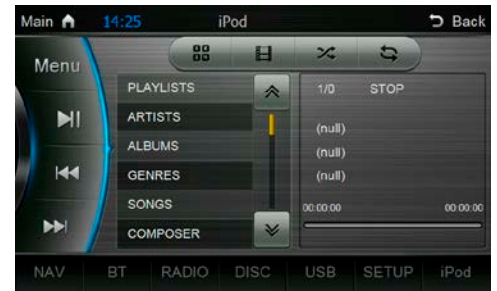 Main 14:25 iPod Back
Menu
PLAYLISTS
ARTISTS
ALBUMS
GENRES
SONGS
COMPOSER
1/0 STOP
(null)
(null)
(null)
00:00:00 00:00:00
NAV BT RADIO DISC USB SETUP iPod